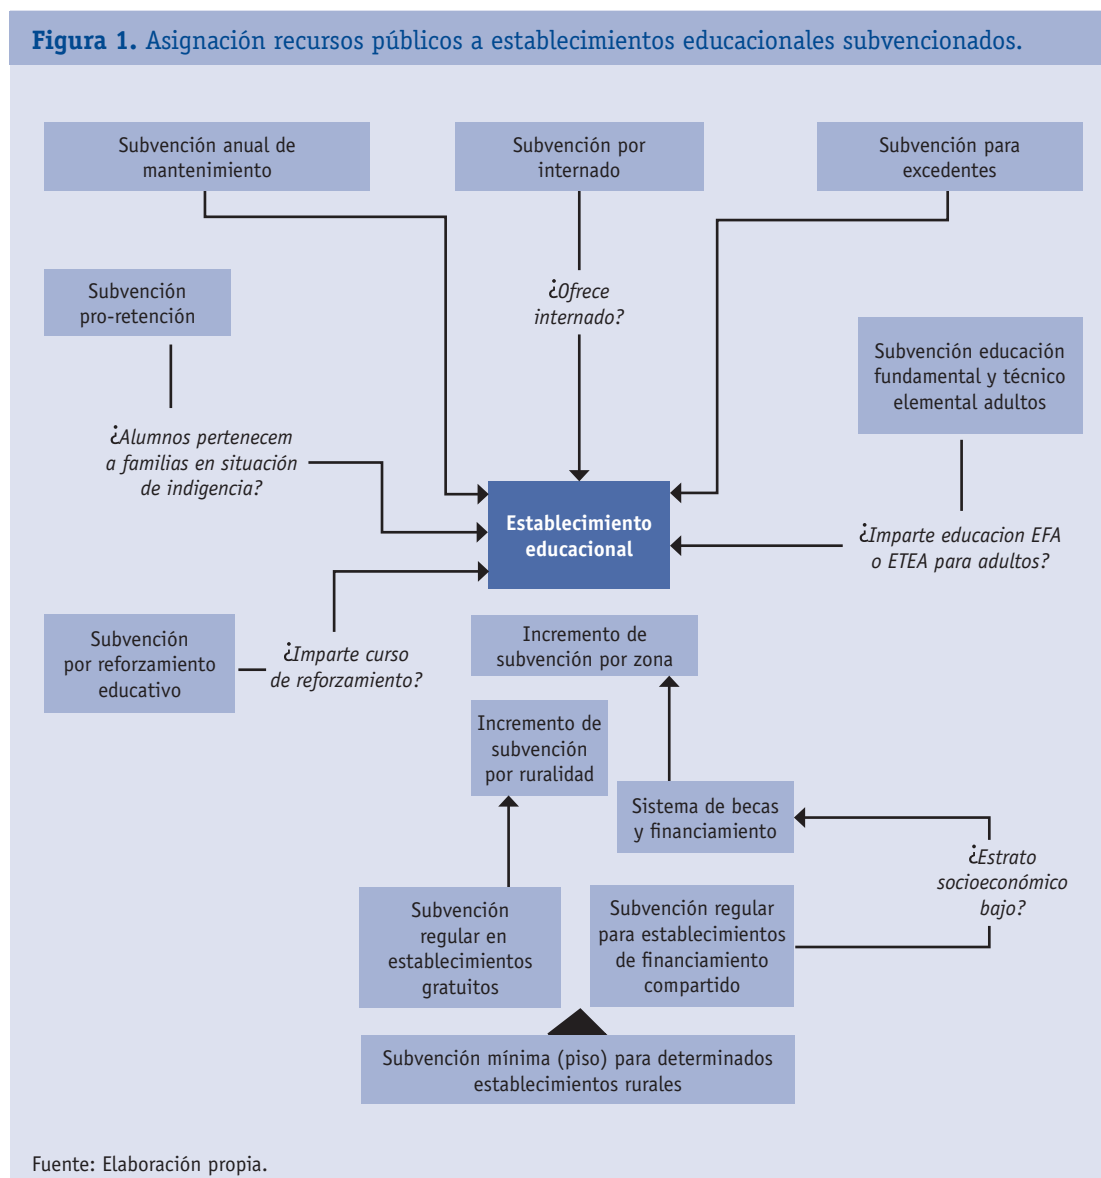 Figura 1. Asignación recursos públicos a establecimientos educacionales subvencionados.
Subvención anual de
mantenimiento
Subvención por
internado
Subvención para
excedentes
Subvención
pro-retención
¿Ofrece
internado?
Subvención educación
fundamental y técnico
elemental adultos
¿Alumnos pertenecem
a familias en situación
de indigencia?
Establecimiento
educacional
¿Imparte educacion EFA
o ETEA para adultos?
Subvención
por reforzamiento
educativo
¿Imparte curso
de reforzamiento?
Incremento de
subvención por zona
Incremento de
subvención
por ruralidad
Sistema de becas
y financiamiento
¿Estrato
socioeconómico
bajo?
Subvención
regular en
establecimientos
gratuitos
Subvención regular
para establecimientos
de financiamiento
compartido
Subvención mínima (piso) para determinados
establecimientos rurales
Fuente: Elaboración propia.